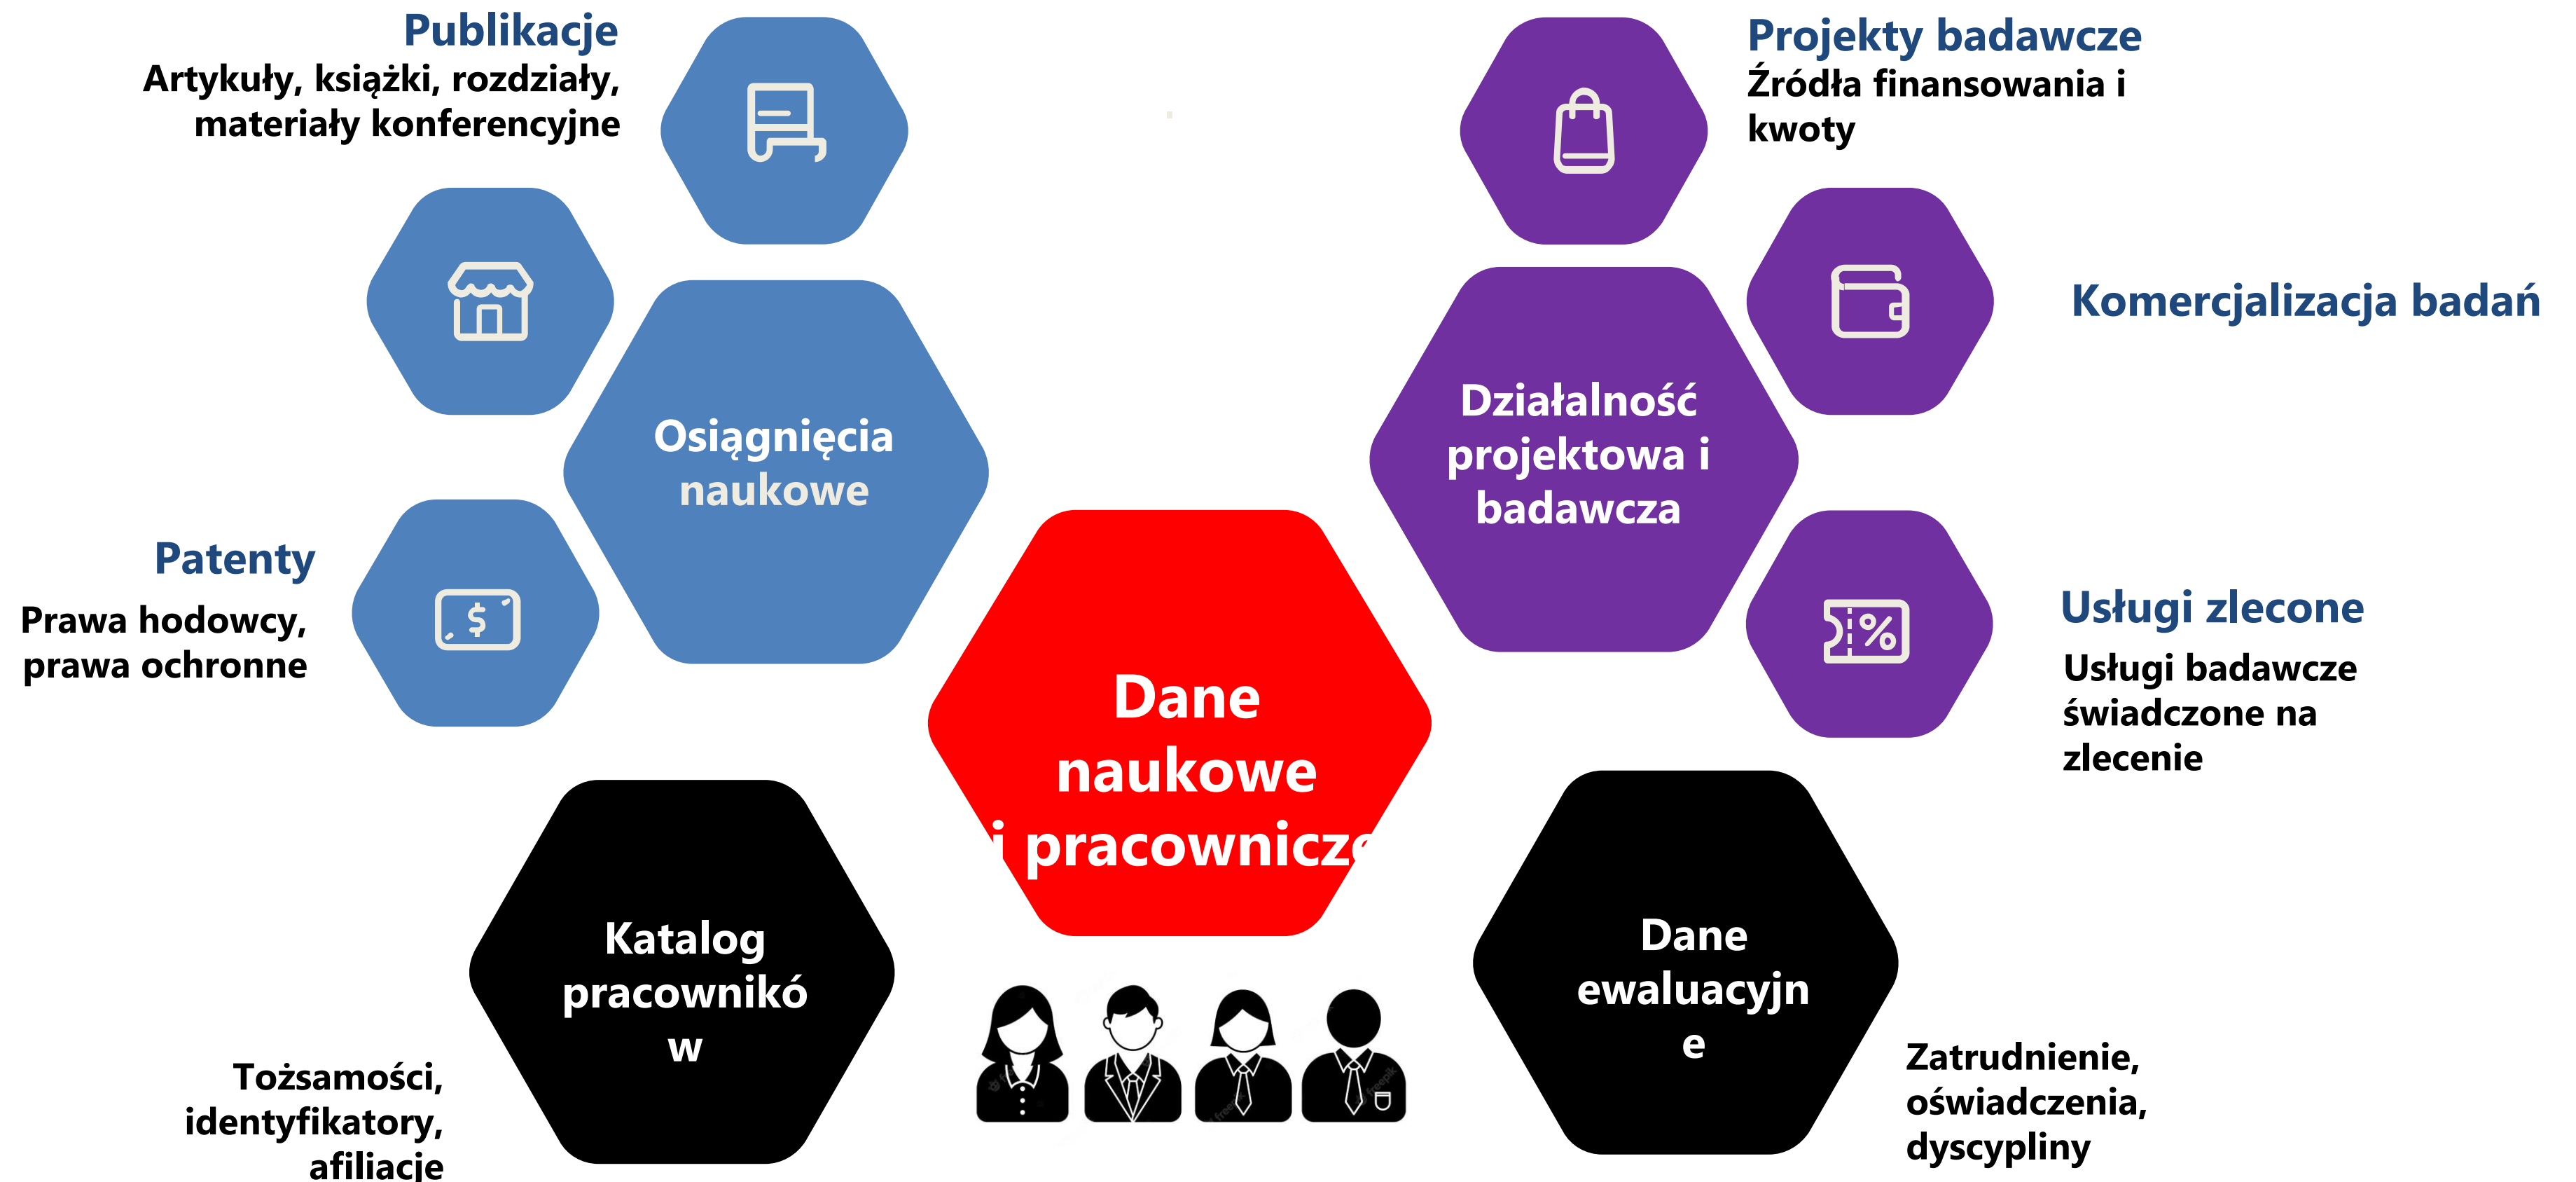 Publikacje
Artykuły, książki, rozdziały,
materiały konferencyjne
Projekty badawcze
Źródła finansowania i
kwoty
Komercjalizacja badań
Osiągnięcia
naukowe
Działalność
projektowa i
badawcza
Patenty
Prawa hodowcy,
prawa ochronne
$
%
Usługi zlecone
Usługi badawcze
świadczone na
zlecenie
Dane
naukowe
i pracownicze
Katalog
pracownikó
w
Tożsamości,
identyfikatory,
afiliacje
Dane
ewaluacyjn
e
Zatrudnienie,
oświadczenia,
dyscypliny
freepik
freepik